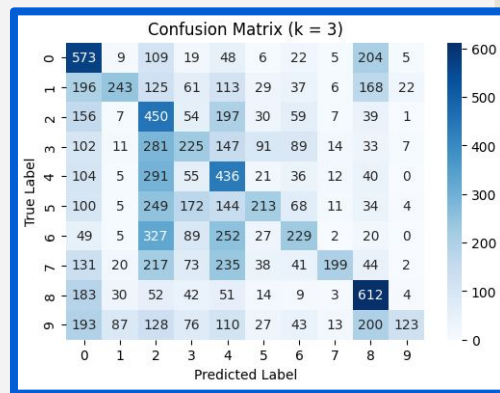 Confusion Matrix (k = 3)
True Label
0 573 9 109 19 48 6 22 5 204 5
1 196 243 125 61 113 29 37 6 168 22
2 156 7 450 54 197 30 59 7 39 1
3 102 11 281 225 147 91 89 14 33 7
4 104 5 291 55 436 21 36 12 40 0
5 100 5 249 172 144 213 68 11 34 4
6 49 5 327 89 252 27 229 2 20 0
7 131 20 217 73 235 38 41 199 44 2
8 183 30 52 42 51 14 9 3 612 4
9 193 87 128 76 110 27 43 13 200 123
0 1 2 3 4 5 6 7 8 9
Predicted Label
600
500
400
300
200
100
0